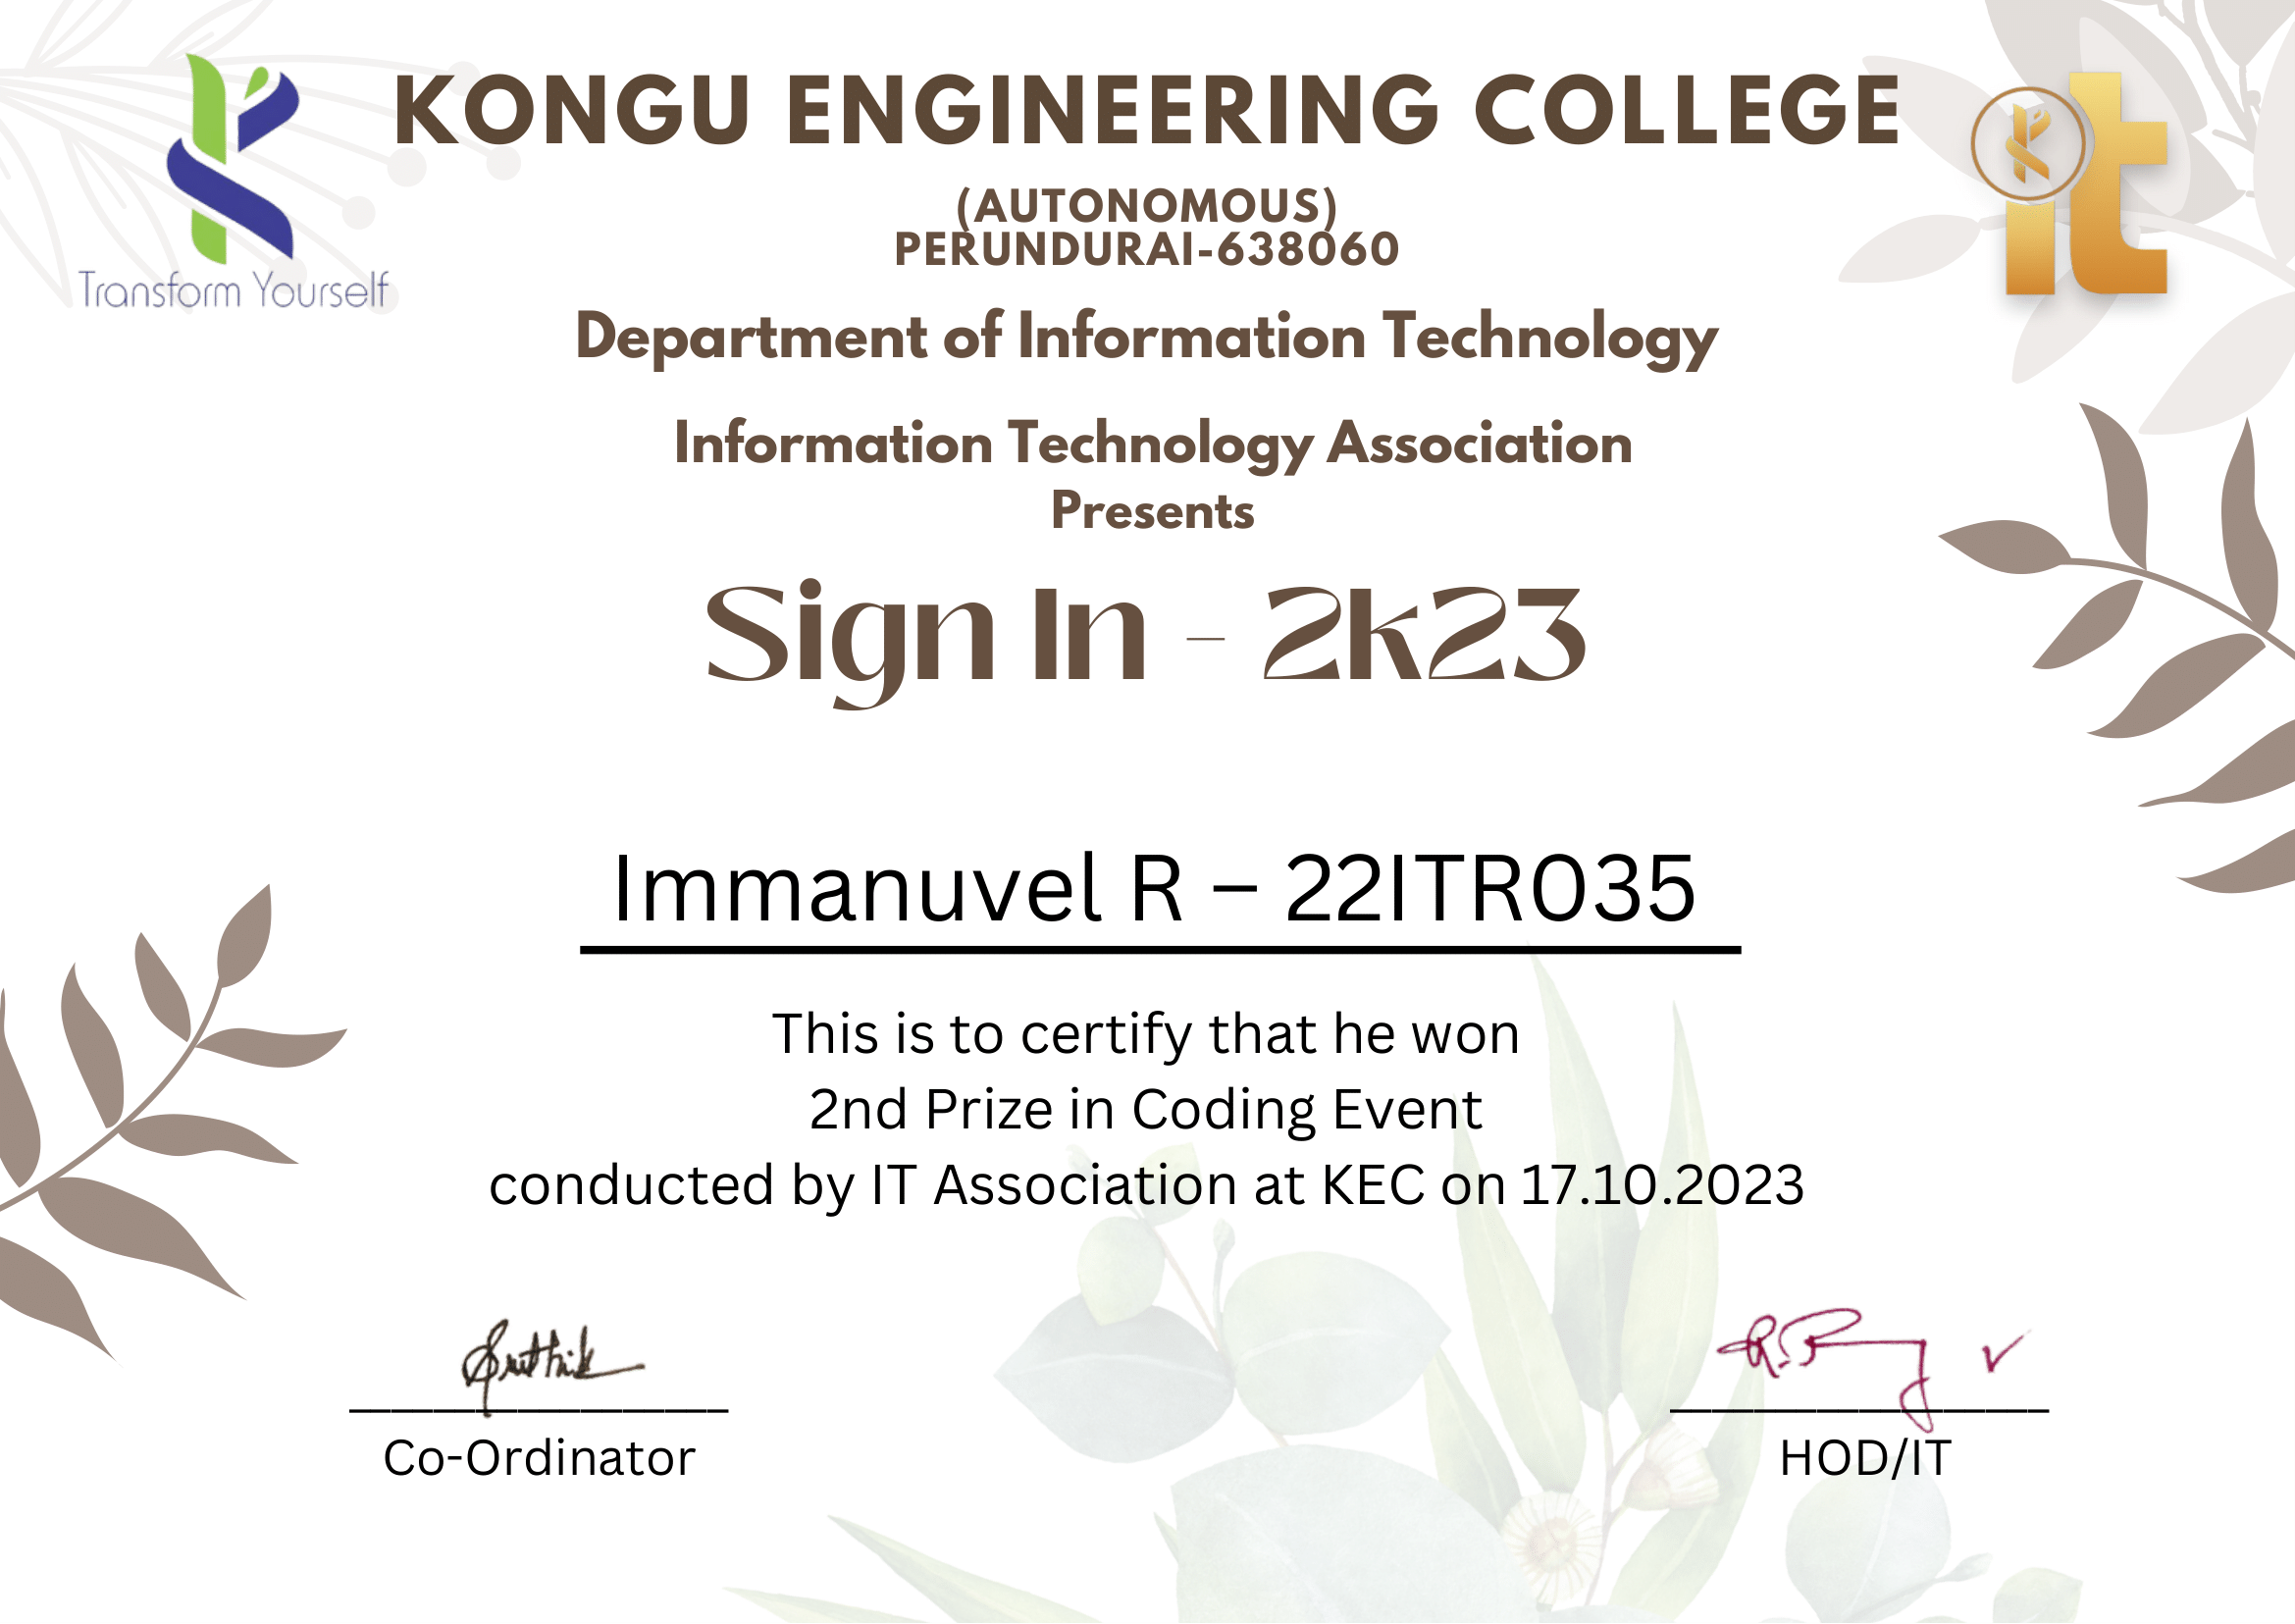 KONGU ENGINEERING COLLEGE
(AUTONOMOUS)
PERUNDURAI-638060
Transform Yourself
it
Department of Information Technology
Information Technology Association
Presents
Sign In - 2k23
Immanuvel R – 22ITR035
This is to certify that he won
2nd Prize in Coding Event
conducted by IT Association at KEC on 17.10.2023
Co-Ordinator
HOD/IT